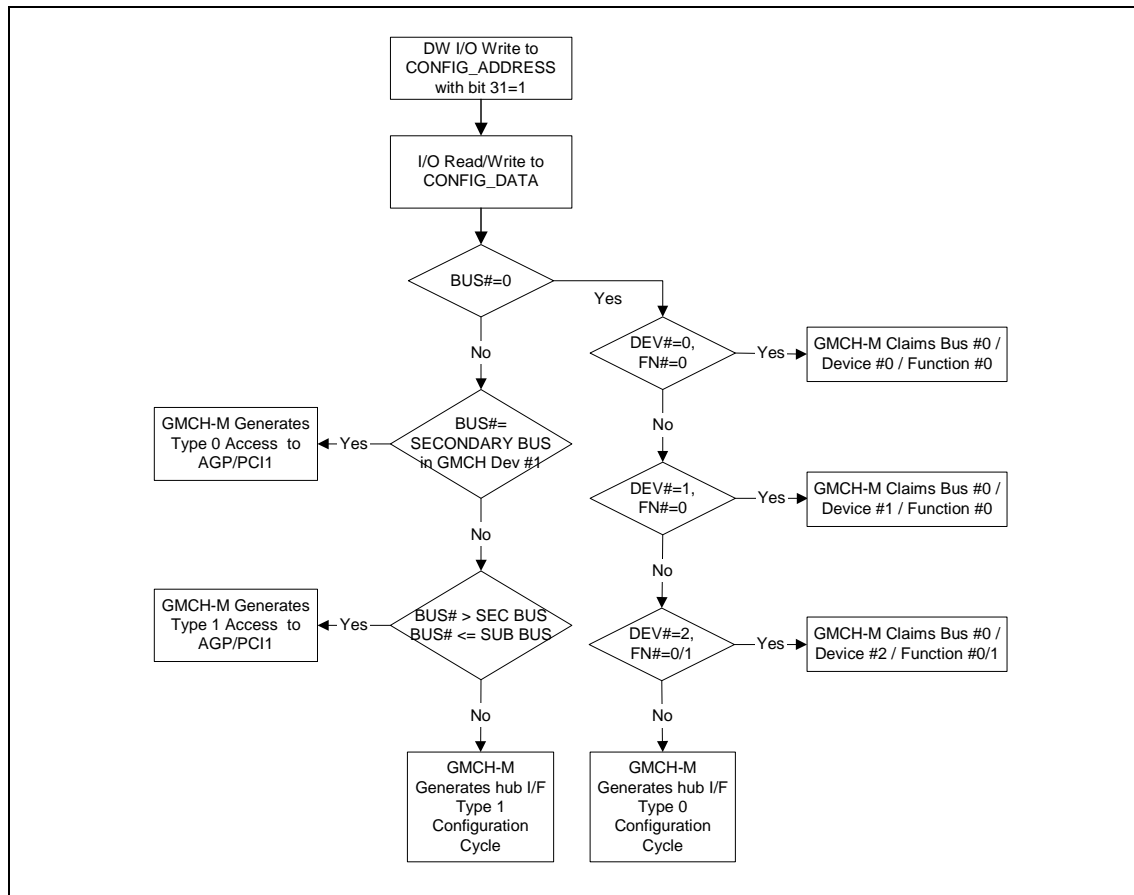 DW I/O Write to
CONFIG_ADDRESS
with bit 31=1
I/O Read/Write to
CONFIG_DATA
BUS#=0
Yes
No
DEV#=0,
FN#=0
Yes
GMCH-M Claims Bus #0 /
Device #0 / Function #0
No
GMCH-M Generates
Type 0 Access to
AGP/PCI1
Yes
BUS#=
SECONDARY BUS
in GMCH Dev #1
No
DEV#=1,
FN#=0
Yes
GMCH-M Claims Bus #0 /
Device #1 / Function #0
No
GMCH-M Generates
Type 1 Access to
AGP/PCI1
Yes
BUS# > SEC BUS
BUS# <= SUB BUS
No
DEV#=2,
FN#=0/1
Yes
GMCH-M Claims Bus #0 /
Device #2 / Function #0/1
No
GMCH-M
Generates hub I/F
Type 1
Configuration
Cycle
GMCH-M
Generates hub I/F
Type 0
Configuration
Cycle